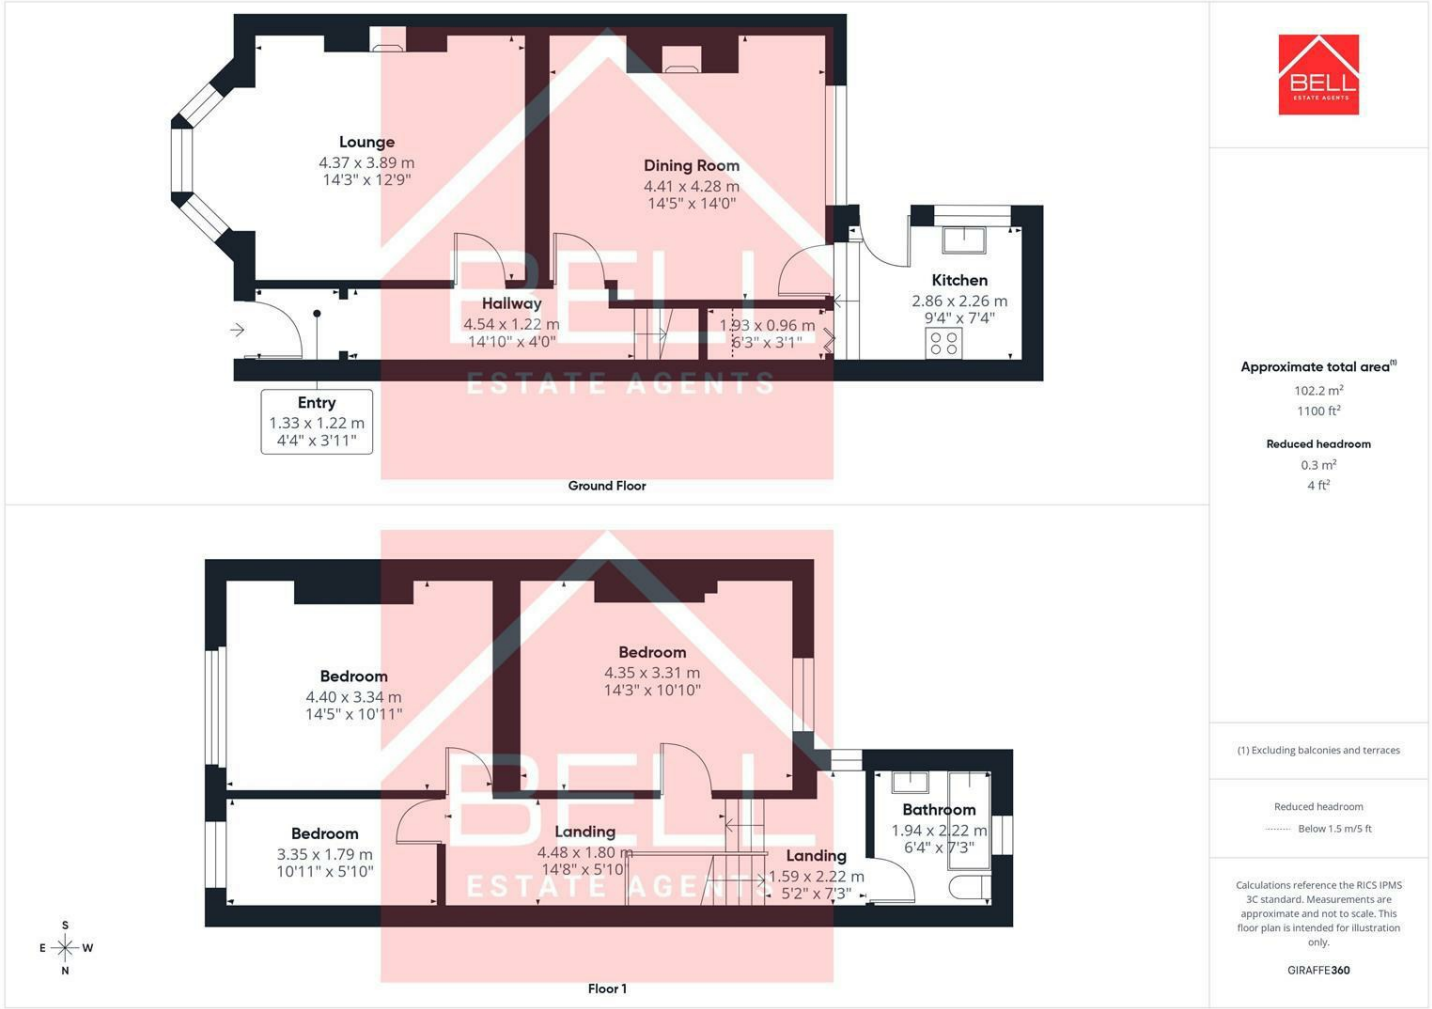 Lounge
4.37 x 3.89 m
14'3" x 12'9"
Dining Room
4.41 x 4.28 m
14'5" x 14'0"
Kitchen
2.86 x 2.26 m
9'4" x 7'4"
Hallway
4.54 x 1.22 m
14'10" x 4'0"
1.93 x 0.96 m
6'3" x 3'1"
Entry
1.33 x 1.22 m
4'4" x 3'11"
BELL
ESTATE AGENTS
Ground Floor
Bedroom
4.40 x 3.34 m
14'5" x 10'11"
Bedroom
4.35 x 3.31 m
14'3" x 10'10"
Bedroom
3.35 x 1.79 m
10'11" x 5'10"
Landing
4.48 x 1.80 m
14'8" x 5'10"
Landing
1.59 x 2.22 m
5'2" x 7'3"
Bathroom
1.94 x 2.22 m
6'4" x 7'3"
BELL
ESTATE AGENTS
S
E W
N
Floor 1
BELL
ESTATE AGENTS
Approximate total area(1)
102.2 m²
1100 ft²
Reduced headroom
0.3 m²
4 ft²
(1) Excluding balconies and terraces
Reduced headroom
Below 1.5 m/5 ft
Calculations reference the RICS IPMS
3C standard. Measurements are
approximate and not to scale. This
floor plan is intended for illustration
only.
GIRAFFE360